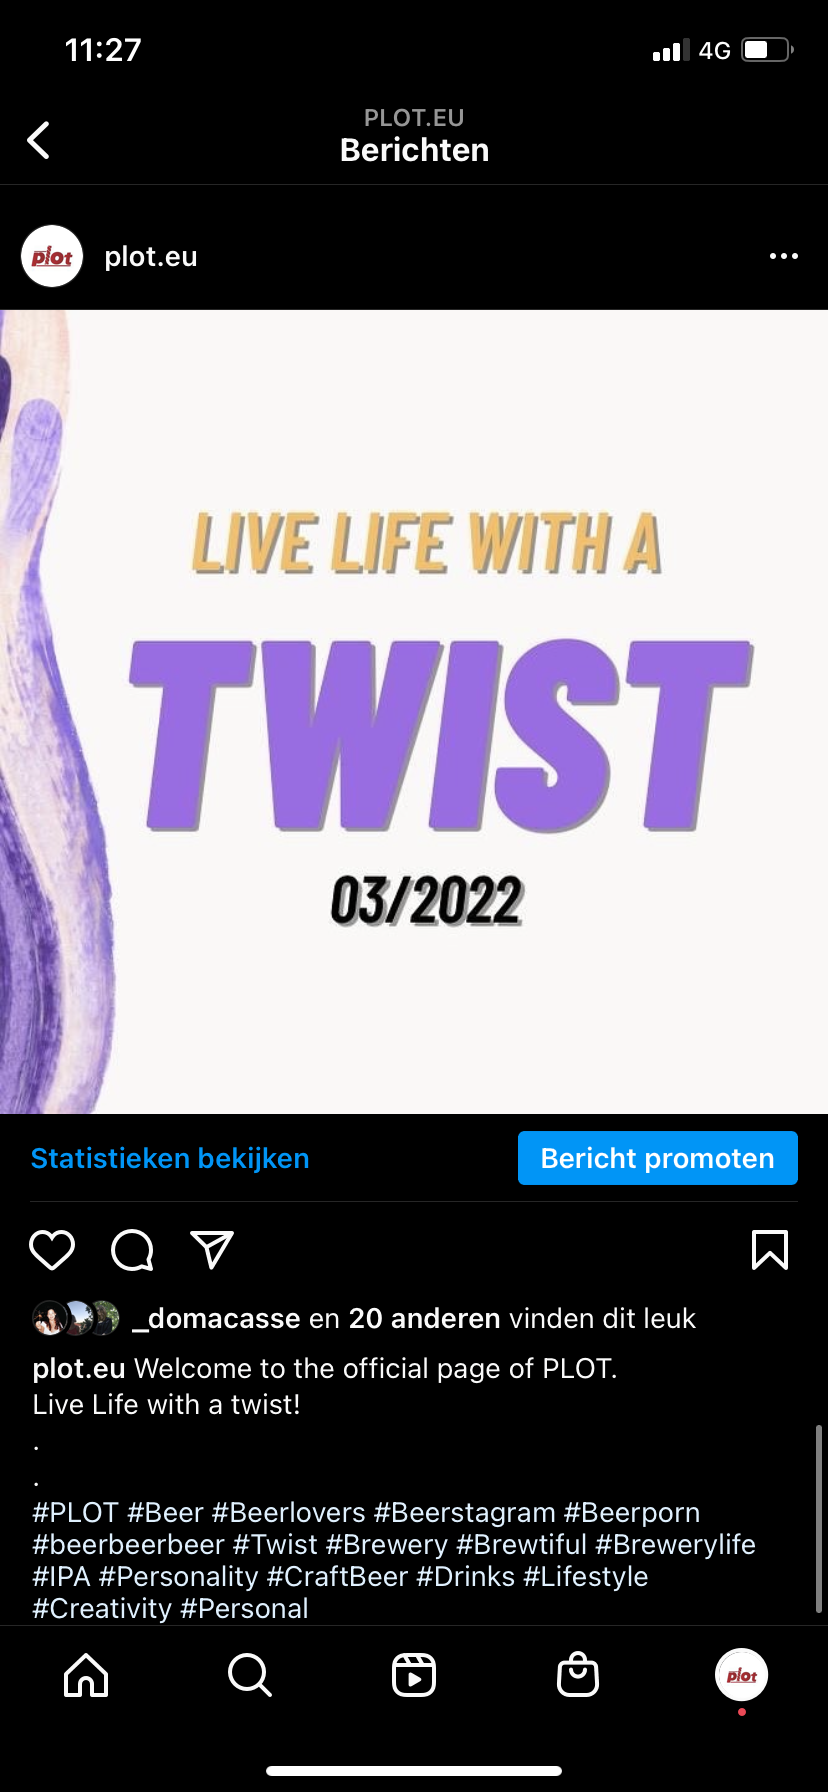 11:27
4G
PLOT.EU
Berichten
plot
plot.eu
LIVE LIFE WITH A
TWIST
03/2022
Statistieken bekijken
Bericht promoten
_domacasse en 20 anderen vinden dit leuk
plot.eu Welcome to the official page of PLOT.
Live Life with a twist!
.
.
#PLOT #Beer #Beerlovers #Beerstagram #Beerporn
#beerbeerbeer #Twist #Brewery #Brewtiful #Brewerylife
#IPA #Personality #CraftBeer #Drinks #Lifestyle
#Creativity #Personal
plot